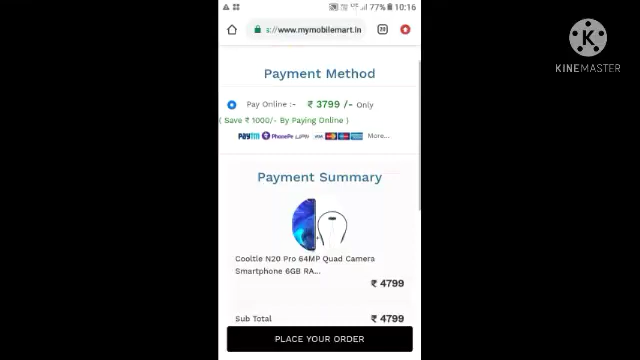 77% 10:16
s://www.mymobilemart.in
20
K
KINEMASTER
Payment Method
Pay Online :- ₹ 3799 /- Only
( Save ₹ 1000/- By Paying Online )
Paytm PhonePe UPI VISA More...
Payment Summary
Cooltle N20 Pro 64MP Quad Camera
Smartphone 6GB RA...
₹ 4799
Sub Total ₹ 4799
PLACE YOUR ORDER